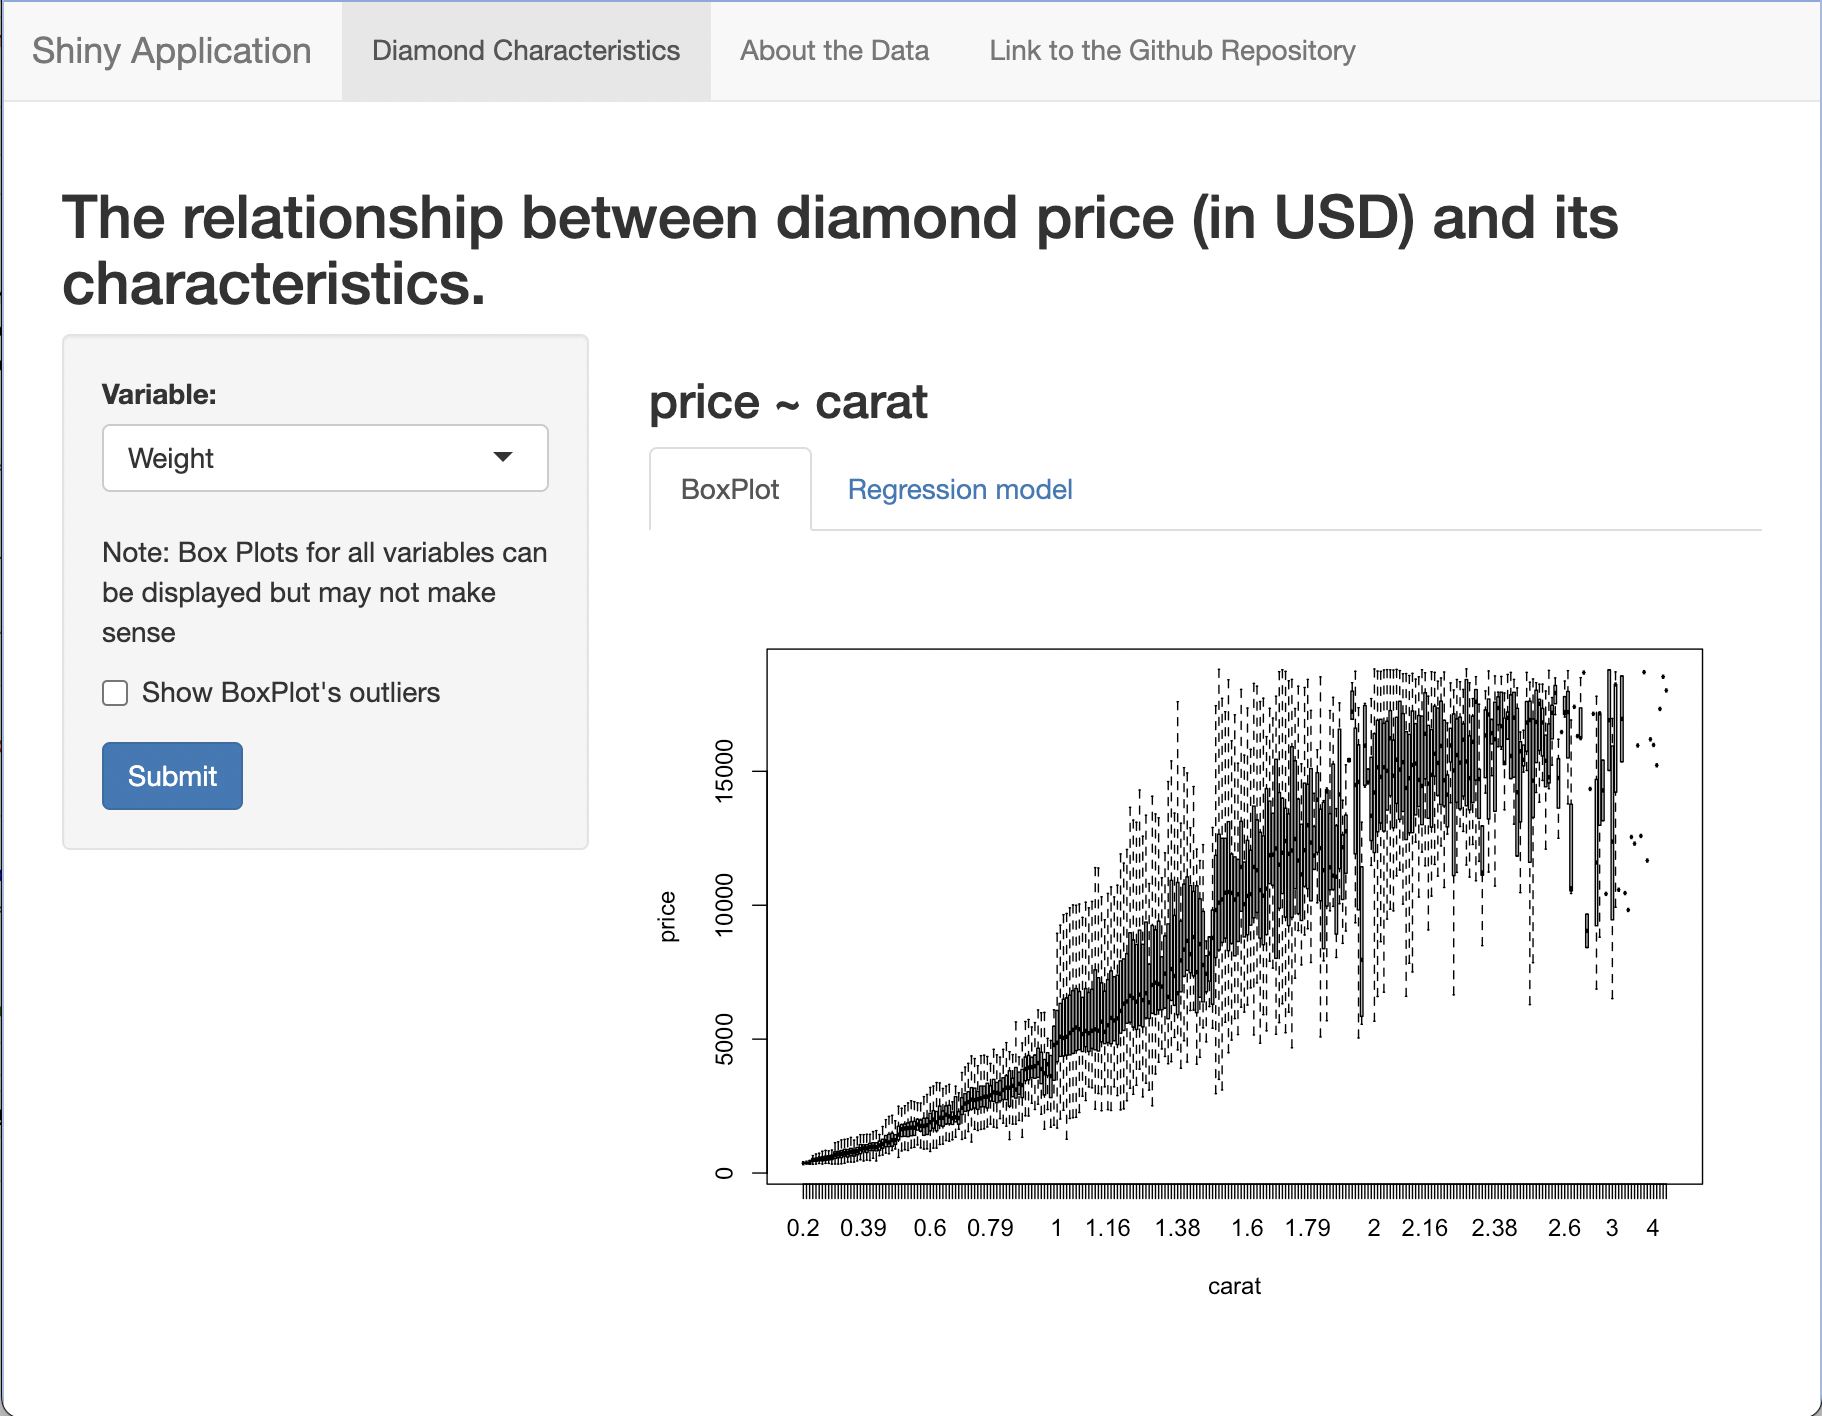 Shiny Application
Diamond Characteristics
About the Data
Link to the Github Repository
The relationship between diamond price (in USD) and its
characteristics.
Variable:
Weight
Note: Box Plots for all variables can
be displayed but may not make
sense
Show BoxPlot's outliers
Submit
price ~ carat
BoxPlot
Regression model
price
15000
10000
5000
0
0.2 0.39 0.6 0.79 1 1.16 1.38 1.6 1.79 2 2.16 2.38 2.6 3 4
carat